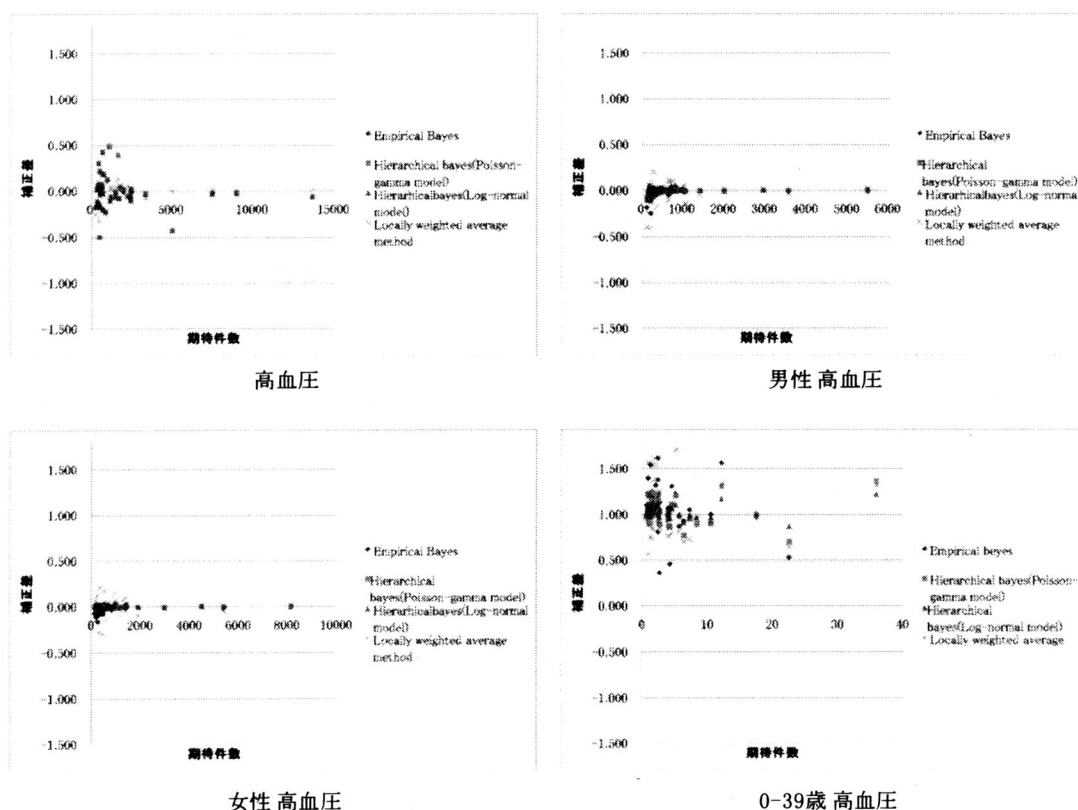 1.500
1.000
0.500
0.000
-0.500
-1.000
-1.500
補正差
0
5000
10000
15000
期待件数
Empirical Bayes
Hierarchical bayes(Poisson-
gamma model)
Hierarhicalbayes(Log-normal
model)
Locally weighted average
method
高血圧
1.500
1.000
0.500
0.000
-0.500
-1.000
-1.500
補正差
0
1000
2000
3000
4000
5000
6000
期待件数
Empirical Bayes
Hierarchical
bayes(Poisson-gamma model)
Hierarhicalbayes(Log-normal
model)
Locally weighted average
method
男性 高血圧
1.500
1.000
0.500
0.000
-0.500
-1.000
-1.500
補正差
0
2000
4000
6000
8000
10000
期待件数
Empirical Bayes
Hierarchical
bayes(Poisson-gamma model)
Hierarhicalbayes(Log-normal
model)
Locally weighted average
method
女性 高血圧
1.500
1.000
0.500
0.000
-0.500
-1.000
-1.500
補正差
0
10
20
30
40
期待件数
Empirical beyes
Hierarchical bayes(Poisson-
gamma model)
Hierarchical
bayes(Log-normal model)
Locally weighted average
0-39歳 高血圧